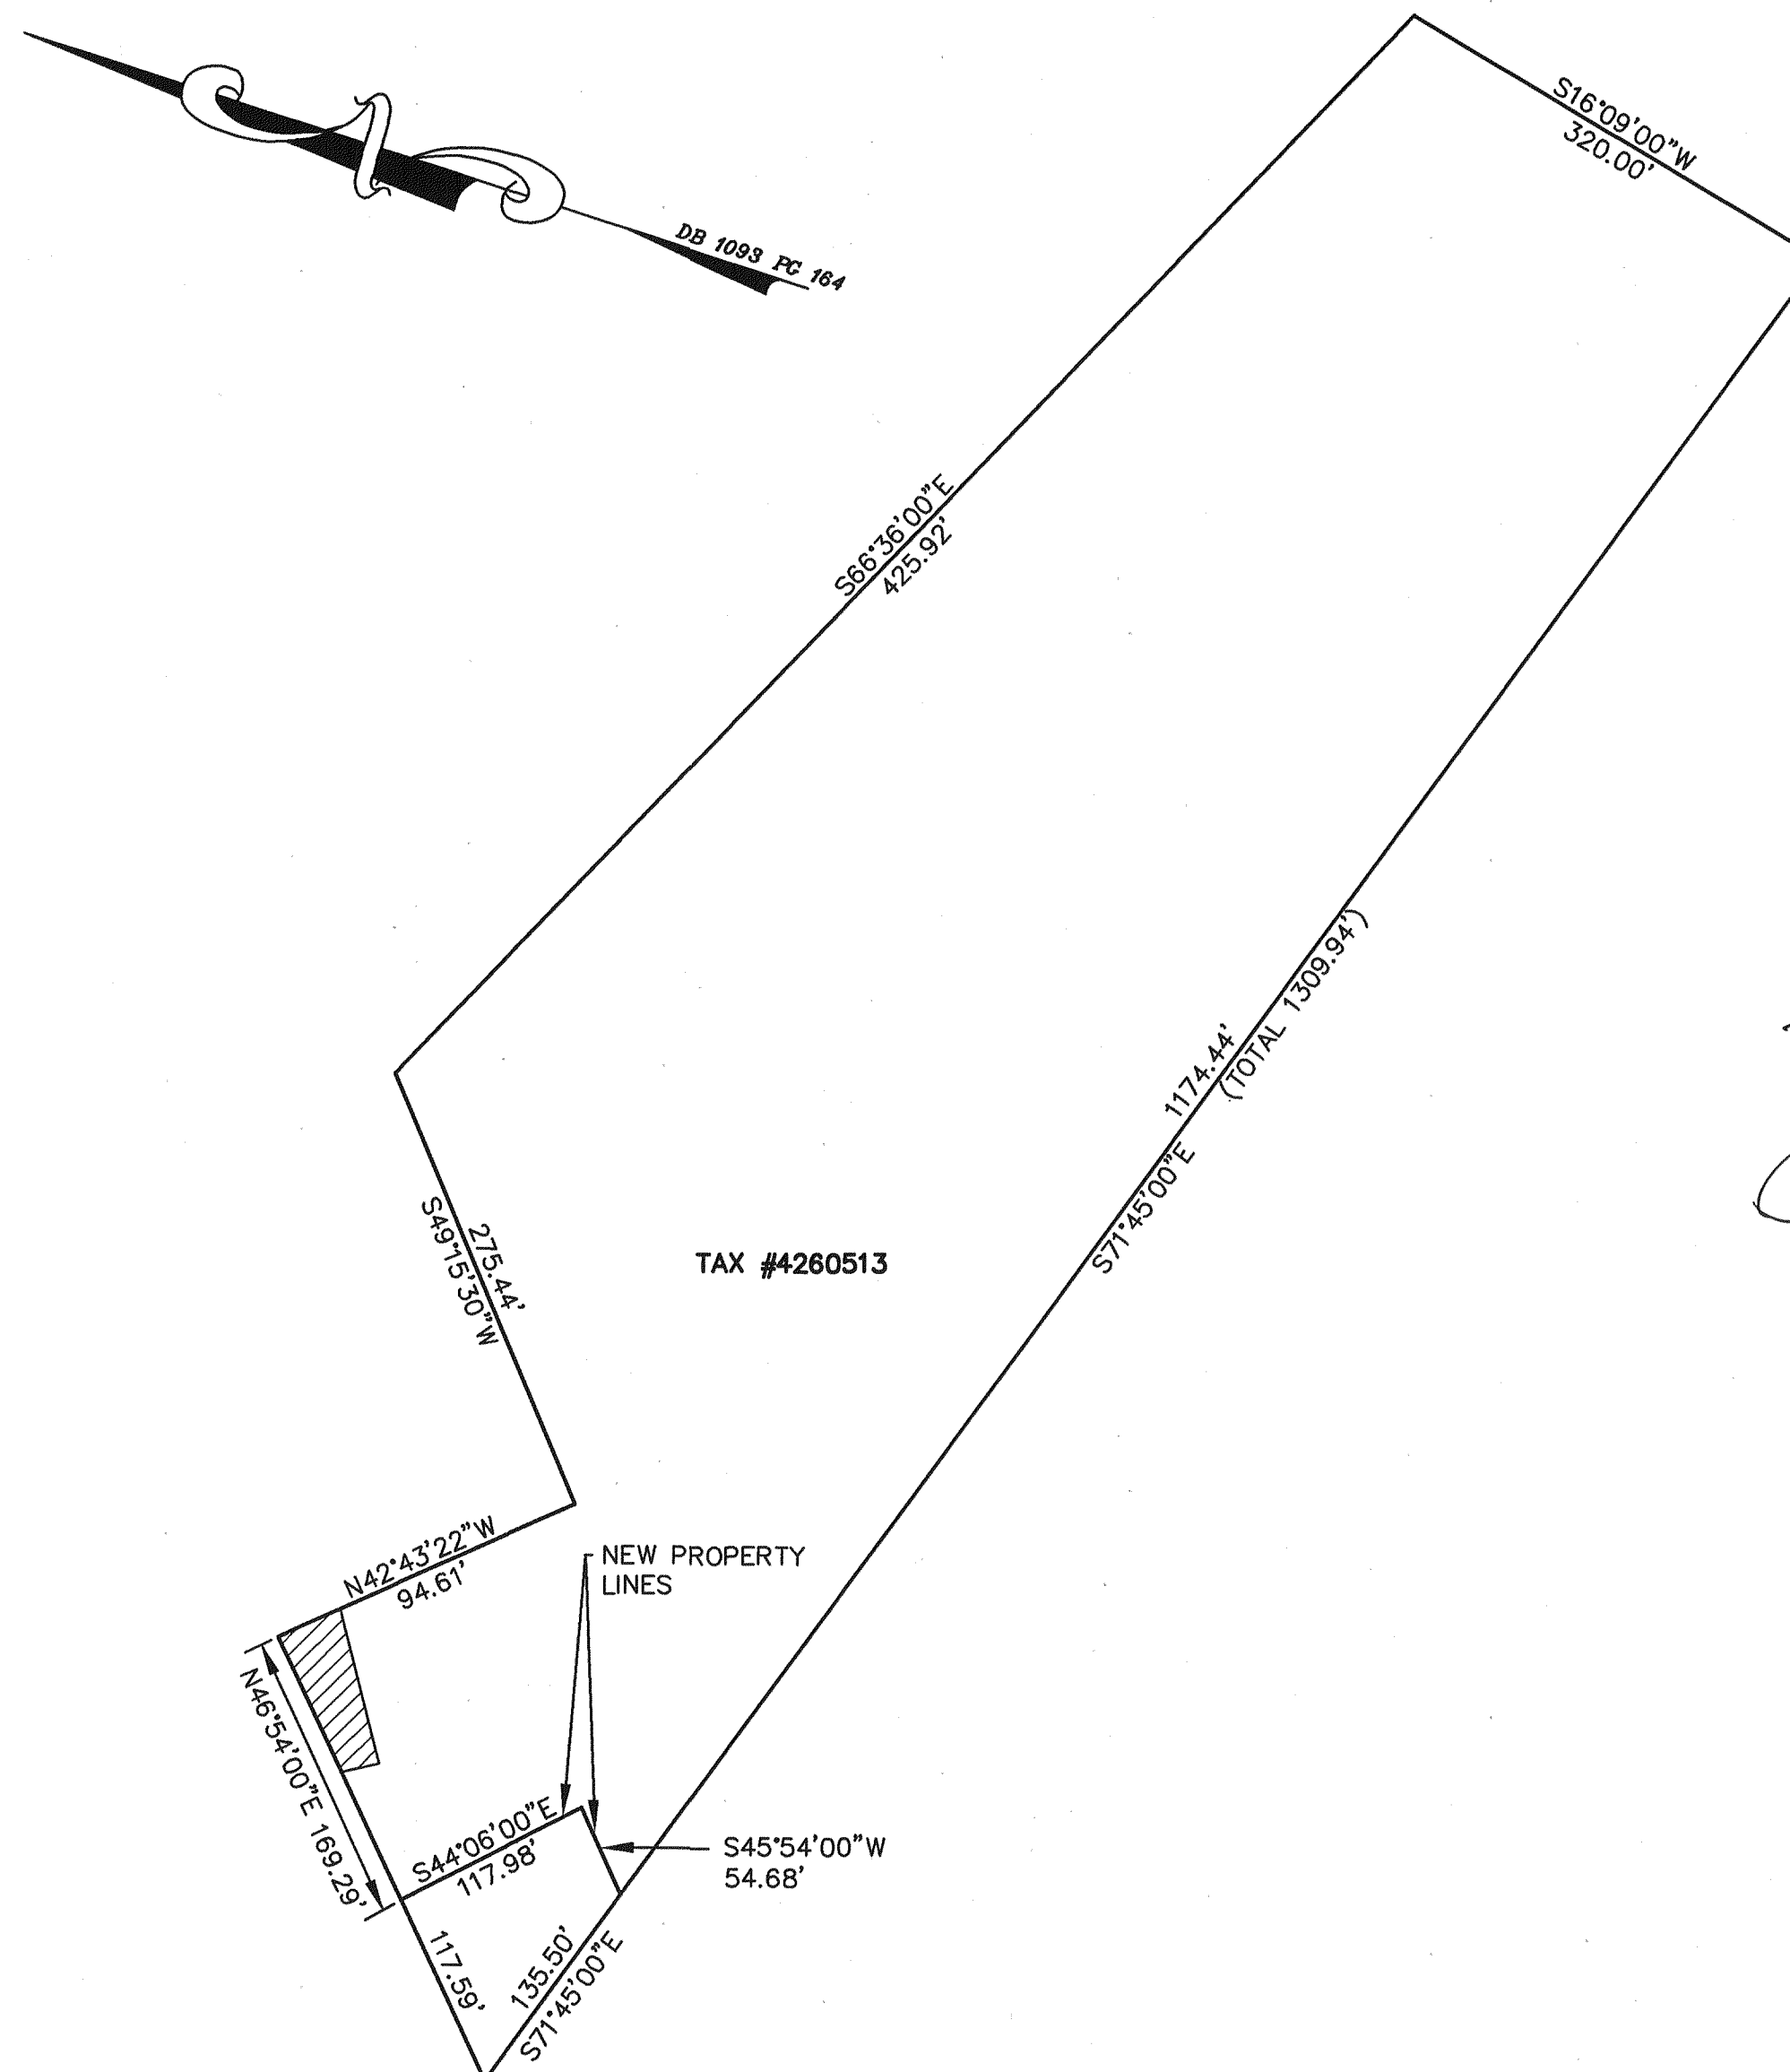 S16°09'00"W
320.00'
DB 1093 PG 164
S66°36'00"E
425.92'
1174.44'
(TOTAL 1309.94')
S71°45'00"E
275.44'
S49°15'30"W
TAX #4260513
N42°43'22"W
94.61'
NEW PROPERTY
LINES
N46°54'00"E 169.29'
S44°06'00"E
117.98'
S45°54'00"W
54.68'
117.59'
135.50'
S71°45'00"E